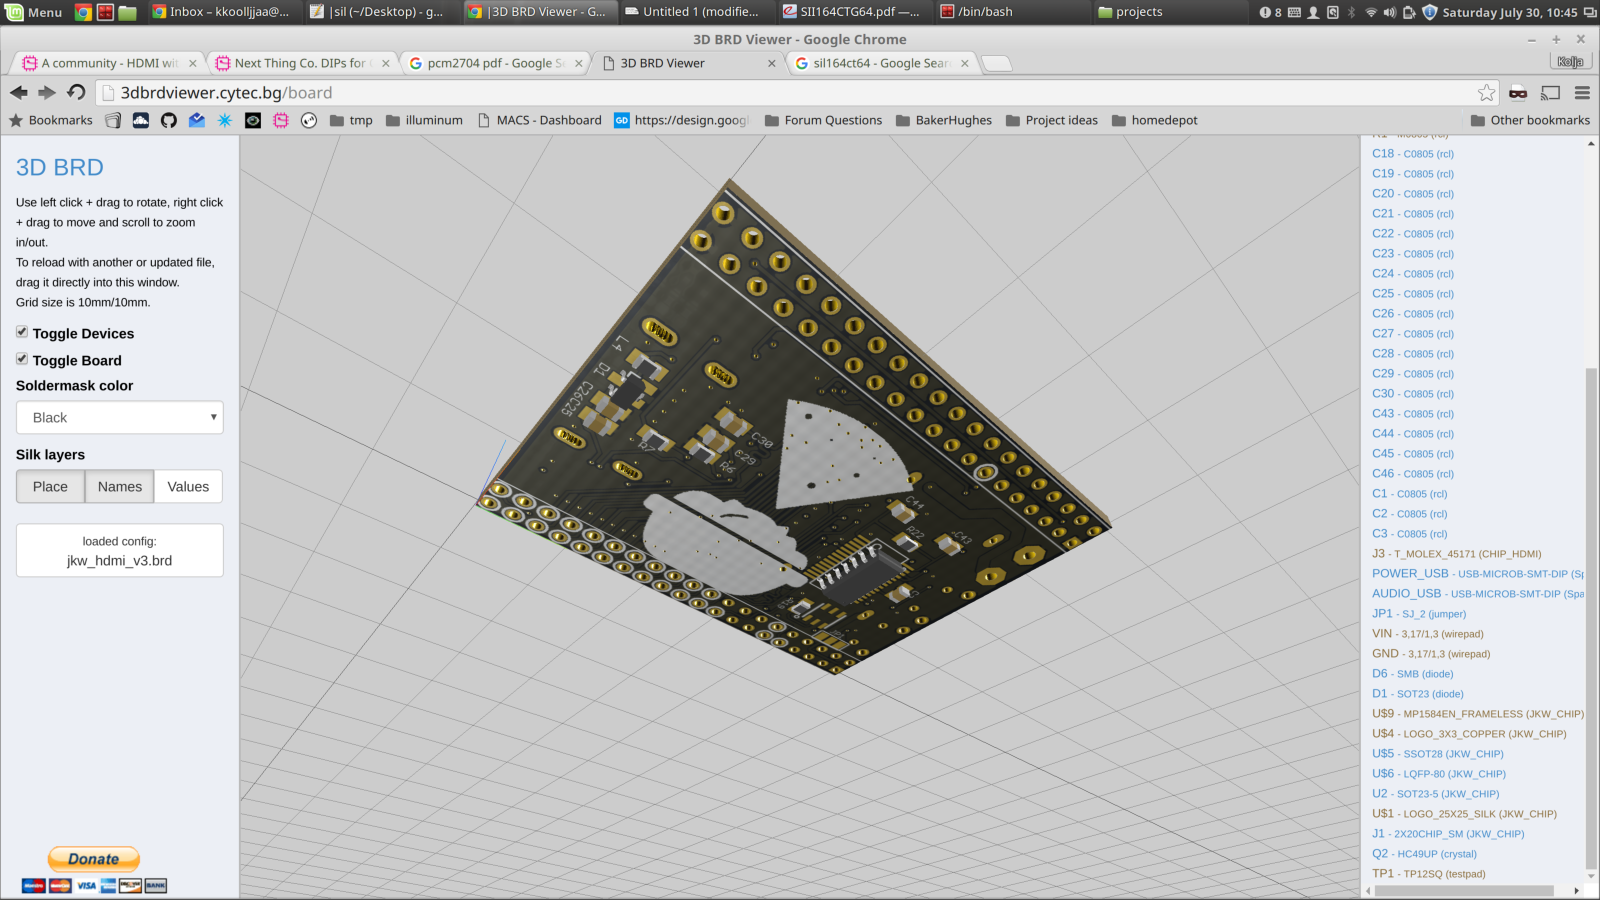 Menu
Inbox – kkoolljjaa@...
|sil (~/Desktop) - g...
|3D BRD Viewer - G...
Untitled 1 (modifie...
SII164CTG64.pdf —...
/bin/bash
projects
8
Saturday July 30, 10:45
3D BRD Viewer - Google Chrome
A community - HDMI wit
Next Thing Co. DIPs for
pcm2704 pdf - Google S
3D BRD Viewer
sil164ct64 - Google Sear
Kolja
3dbrdviewer.cytec.bg/board
Bookmarks
tmp
illuminum
MACS - Dashboard
GD
https://design.googl
Forum Questions
BakerHughes
Project ideas
homedepot
Other bookmarks
3D BRD
Use left click + drag to rotate, right click
+ drag to move and scroll to zoom
in/out.
To reload with another or updated file,
drag it directly into this window.
Grid size is 10mm/10mm.
Toggle Devices
Toggle Board
Soldermask color
Black
Silk layers
Place
Names
Values
loaded config:
jkw_hdmi_v3.brd
Donate
VISA
BANK
L4
D1
C26
C25
R7
C30
C29
R6
C44
R22
C43
C18 - C0805 (rcl)
C19 - C0805 (rcl)
C20 - C0805 (rcl)
C21 - C0805 (rcl)
C22 - C0805 (rcl)
C23 - C0805 (rcl)
C24 - C0805 (rcl)
C25 - C0805 (rcl)
C26 - C0805 (rcl)
C27 - C0805 (rcl)
C28 - C0805 (rcl)
C29 - C0805 (rcl)
C30 - C0805 (rcl)
C43 - C0805 (rcl)
C44 - C0805 (rcl)
C45 - C0805 (rcl)
C46 - C0805 (rcl)
C1 - C0805 (rcl)
C2 - C0805 (rcl)
C3 - C0805 (rcl)
J3 - T_MOLEX_45171 (CHIP_HDMI)
POWER_USB - USB-MICROB-SMT-DIP (Sp
AUDIO_USB - USB-MICROB-SMT-DIP (Spa
JP1 - SJ_2 (jumper)
VIN - 3,17/1,3 (wirepad)
GND - 3,17/1,3 (wirepad)
D6 - SMB (diode)
D1 - SOT23 (diode)
U$9 - MP1584EN_FRAMELESS (JKW_CHIP)
U$4 - LOGO_3X3_COPPER (JKW_CHIP)
U$5 - SSOT28 (JKW_CHIP)
U$6 - LQFP-80 (JKW_CHIP)
U2 - SOT23-5 (JKW_CHIP)
U$1 - LOGO_25X25_SILK (JKW_CHIP)
J1 - 2X20CHIP_SM (JKW_CHIP)
Q2 - HC49UP (crystal)
TP1 - TP12SQ (testpad)